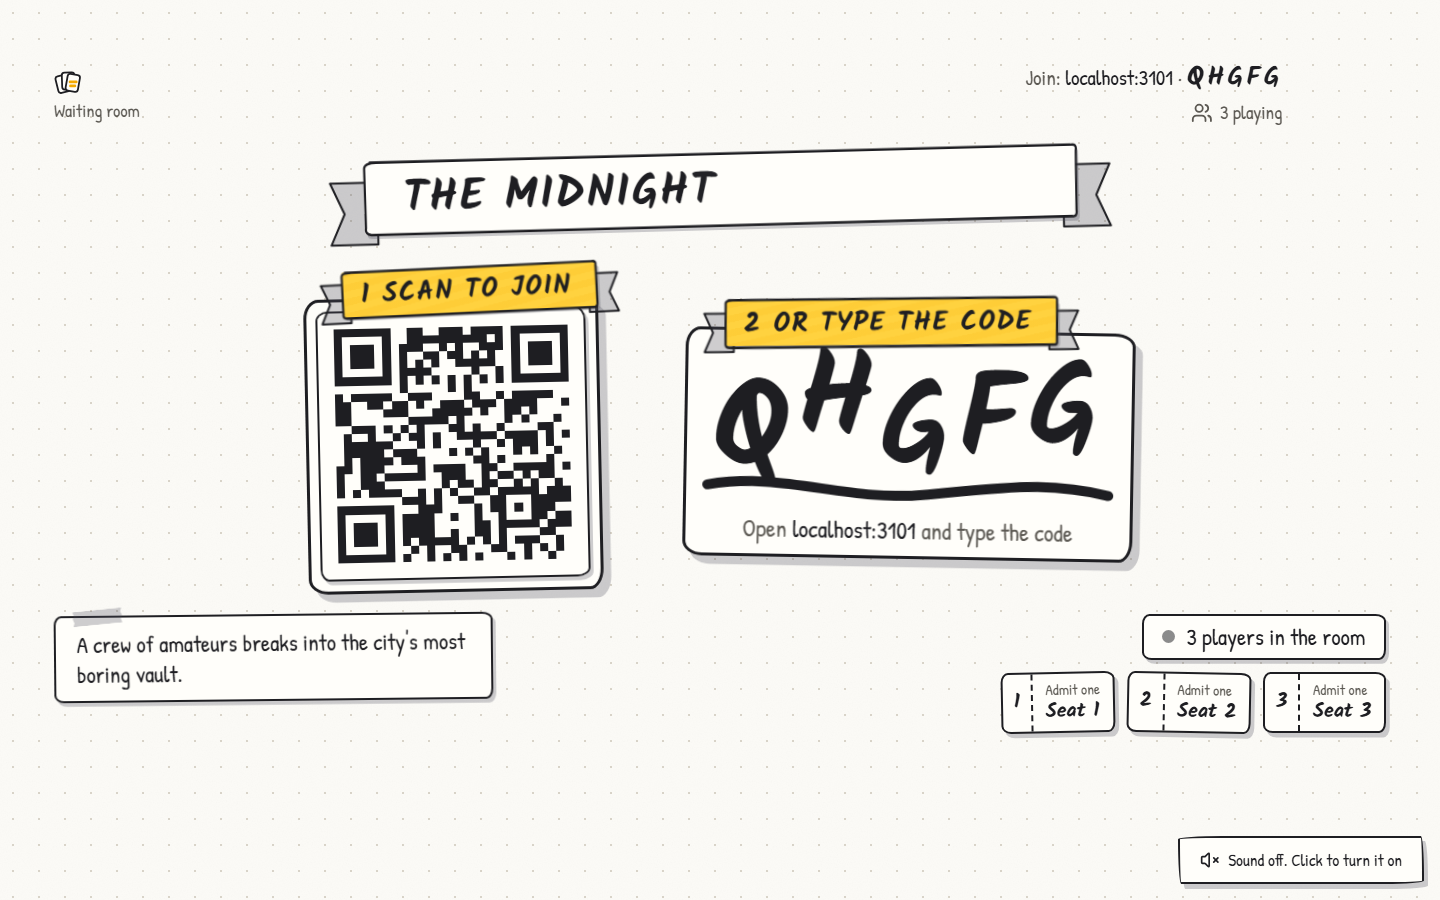 Waiting room
Join: localhost:3101 · QHGFG
3 playing
THE MIDNIGHT
1 SCAN TO JOIN
2 OR TYPE THE CODE
QHGFG
Open localhost:3101 and type the code
A crew of amateurs breaks into the city's most
boring vault.
3 players in the room
1 Admit one
Seat 1
2 Admit one
Seat 2
3 Admit one
Seat 3
Sound off. Click to turn it on